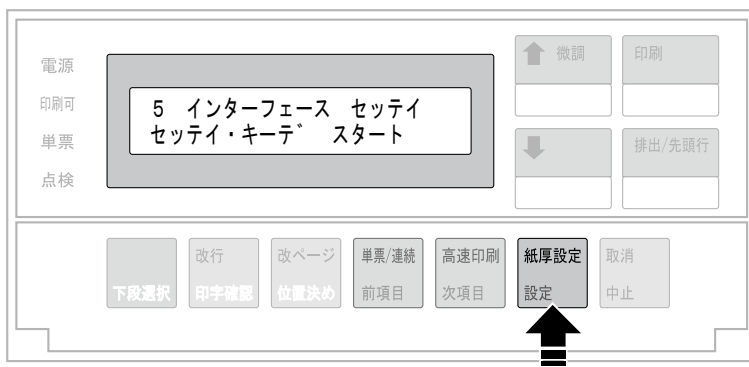 電源
印刷可
単票
点検
5 インターフェース セッテイ
セッテイ・キーデ゛ スタート
微調
印刷
排出/先頭行
下段選択
改行
印字確認
改ページ
位置決め
単票/連続
前項目
高速印刷
次項目
紙厚設定
設定
取消
中止